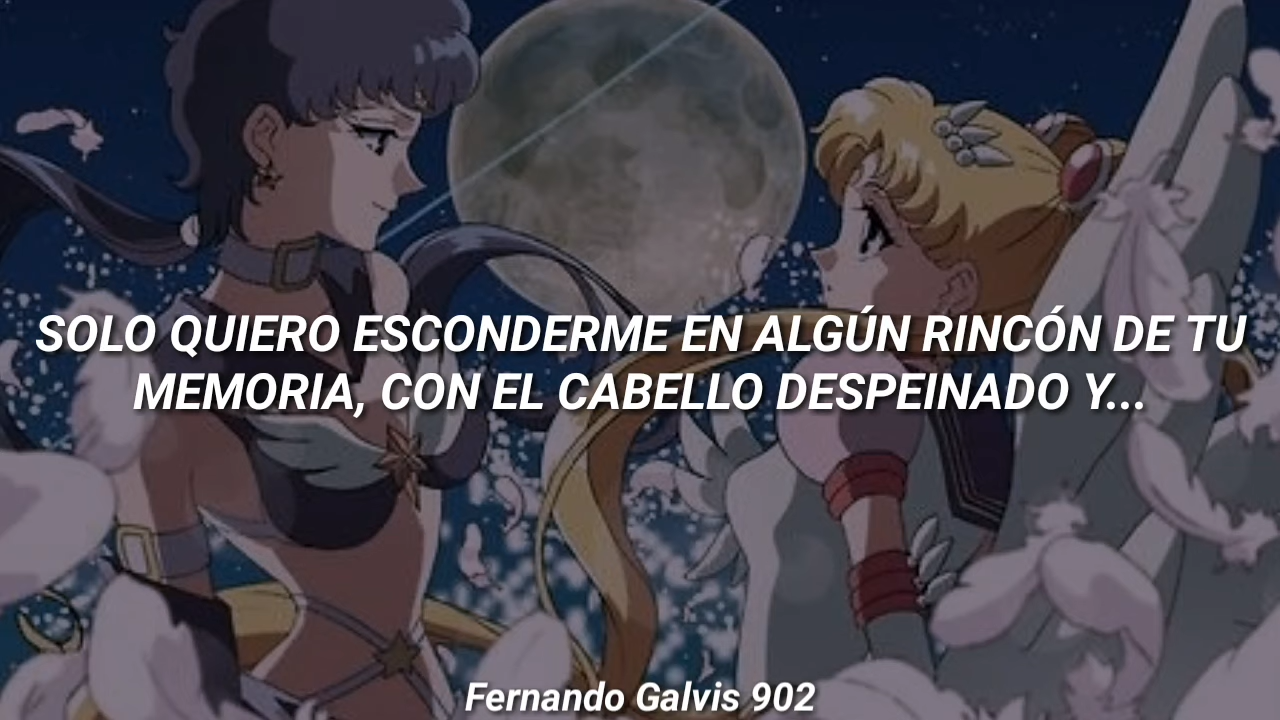 SOLO QUIERO ESCONDERME EN ALGÚN RINCÓN DE TU
MEMORIA, CON EL CABELLO DESPEINADO Y...
Fernando Galvis 902